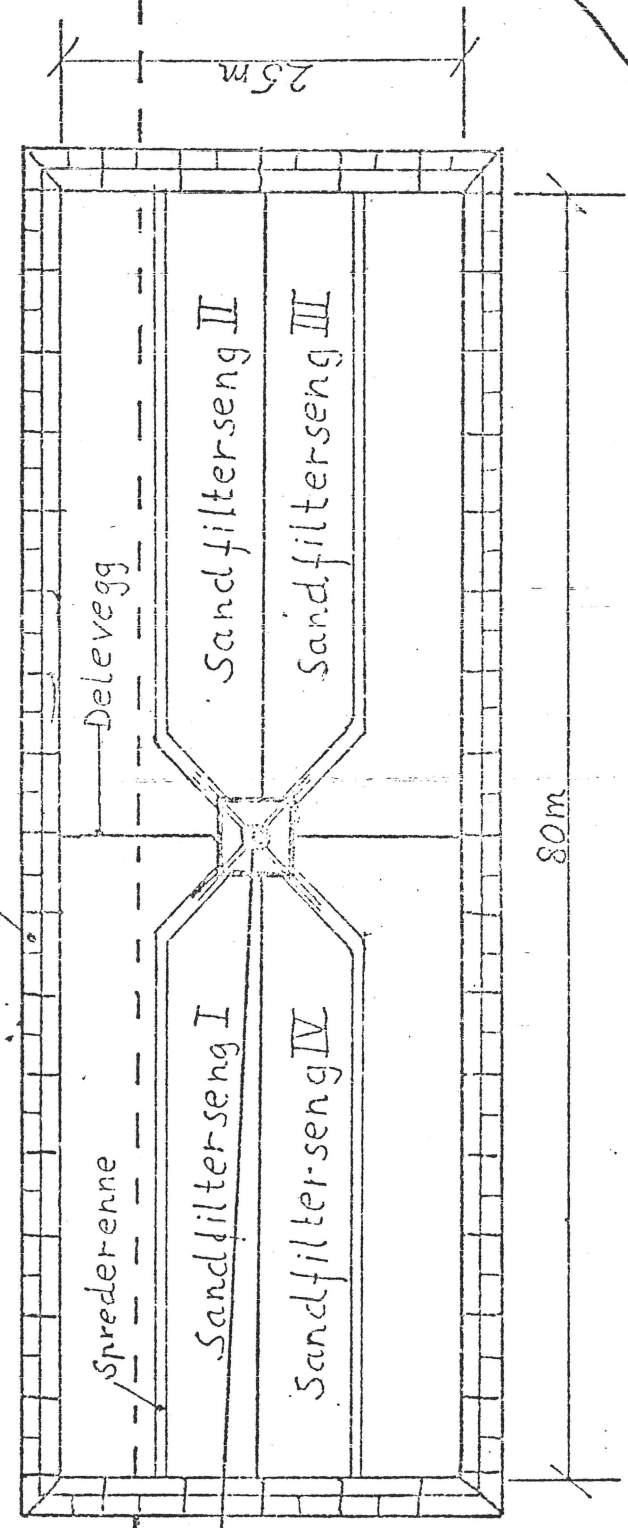 25m
Delevegg
Sandfilterseng II
Sandfilterseng III
Sprederenne
Sandfilterseng I
Sandfilterseng IV
80m